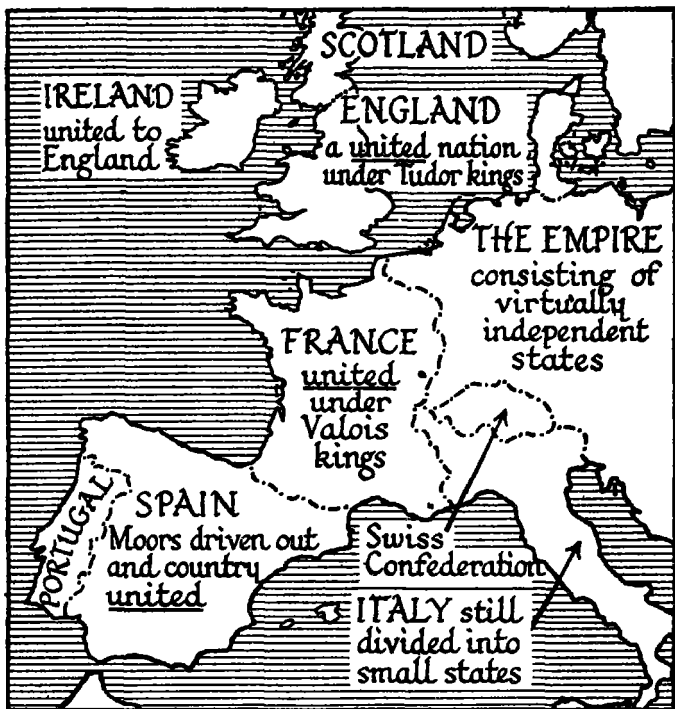 SCOTLAND
IRELAND
united to
England
ENGLAND
a united nation
under Tudor kings
THE EMPIRE
consisting of
virtually
independent
states
FRANCE
united
under
Valois
kings
PORTUGAL
SPAIN
Moors driven out
and country
united
Swiss
Confederation
ITALY still
divided into
small states